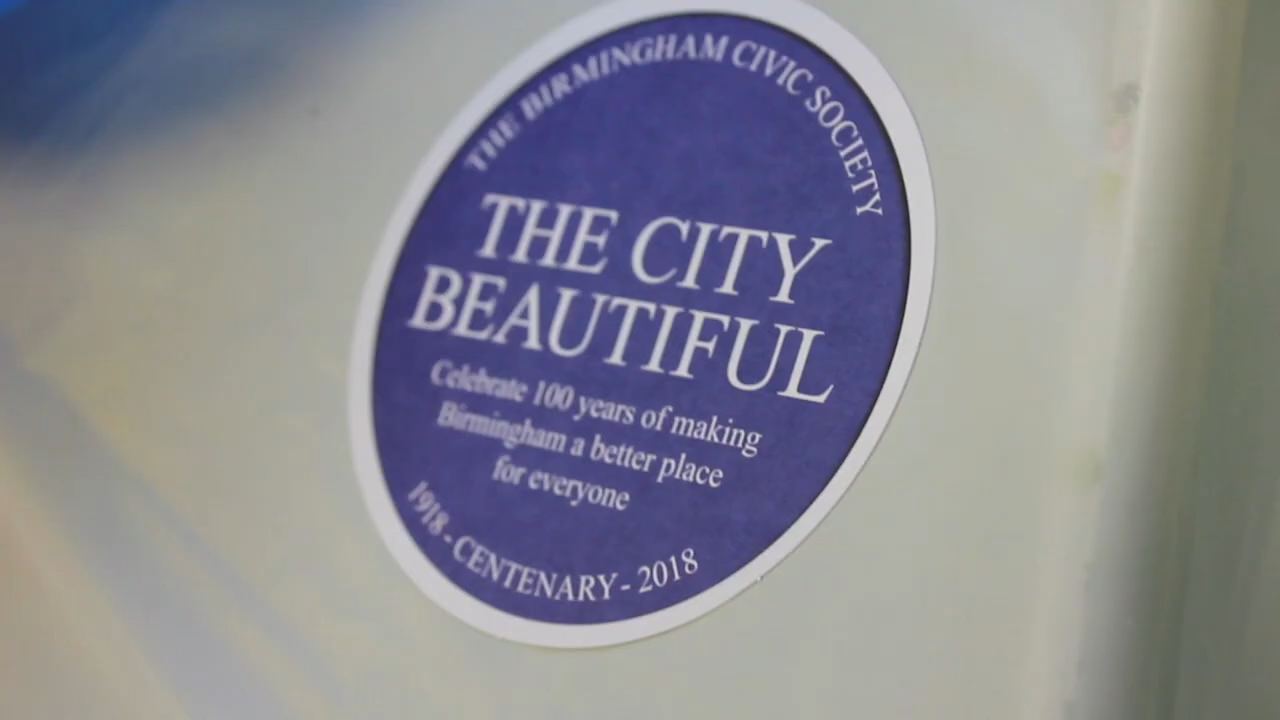 THE BIRMINGHAM CIVIC SOCIETY
THE CITY
BEAUTIFUL
Celebrate 100 years of making
Birmingham a better place
for everyone
1918 - CENTENARY - 2018